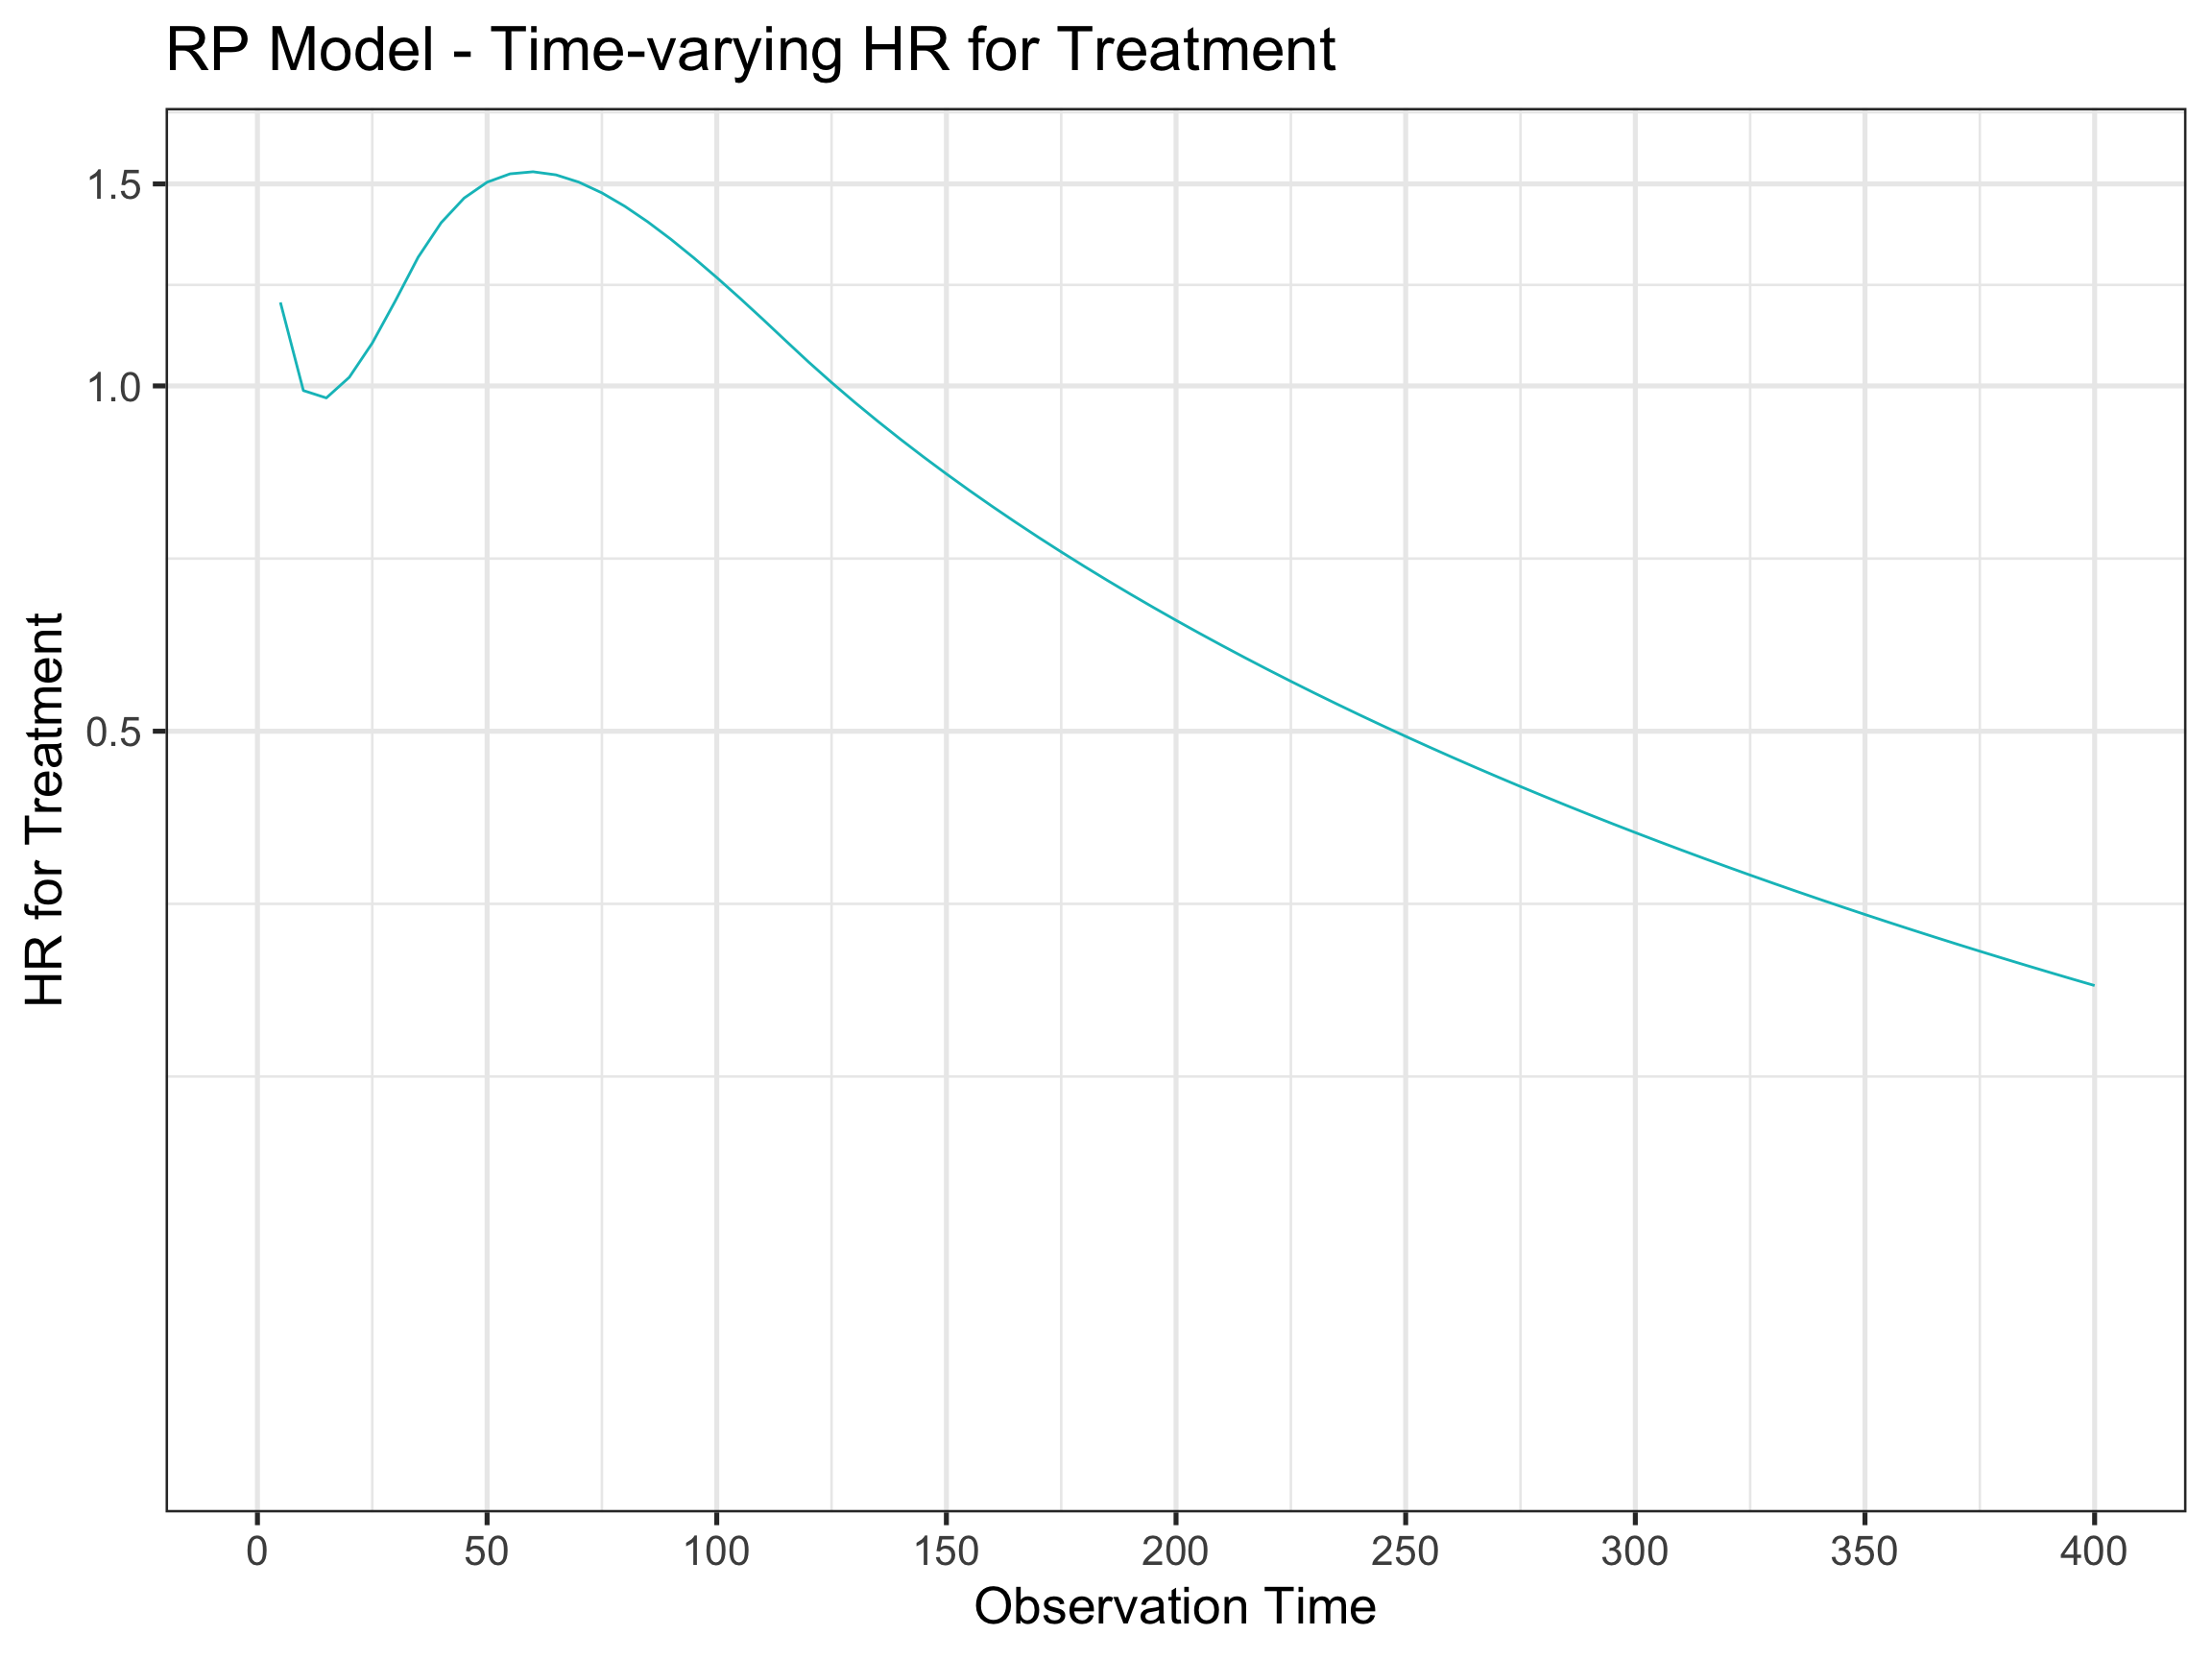 RP Model - Time-varying HR for Treatment
1.5
1.0
0.5
HR for Treatment
0 50 100 150 200 250 300 350 400
Observation Time